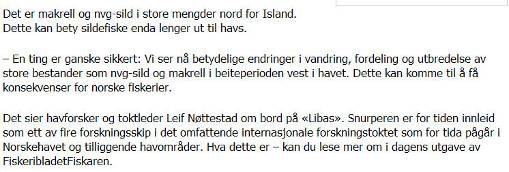 Det er makrell og nvg-sild i store mengder nord for Island.
Dette kan bety sildefiske enda lenger ut til havs.
– En ting er ganske sikkert: Vi ser nå betydelige endringer i vandring, fordeling og utbredelse av
store bestander som nvg-sild og makrell i beiteperioden vest i havet. Dette kan komme til å få
konsekvenser for norske fiskerier.
Det sier havforsker og toktleder Leif Nøttestad om bord på «Libas». Snurperen er for tiden innleid
som ett av fire forskningsskip i det omfattende internasjonale forskningstoktet som for tida pågår i
Norskehavet og tilliggende havområder. Hva dette er – kan du lese mer om i dagens utgave av
FiskeribladetFiskaren.